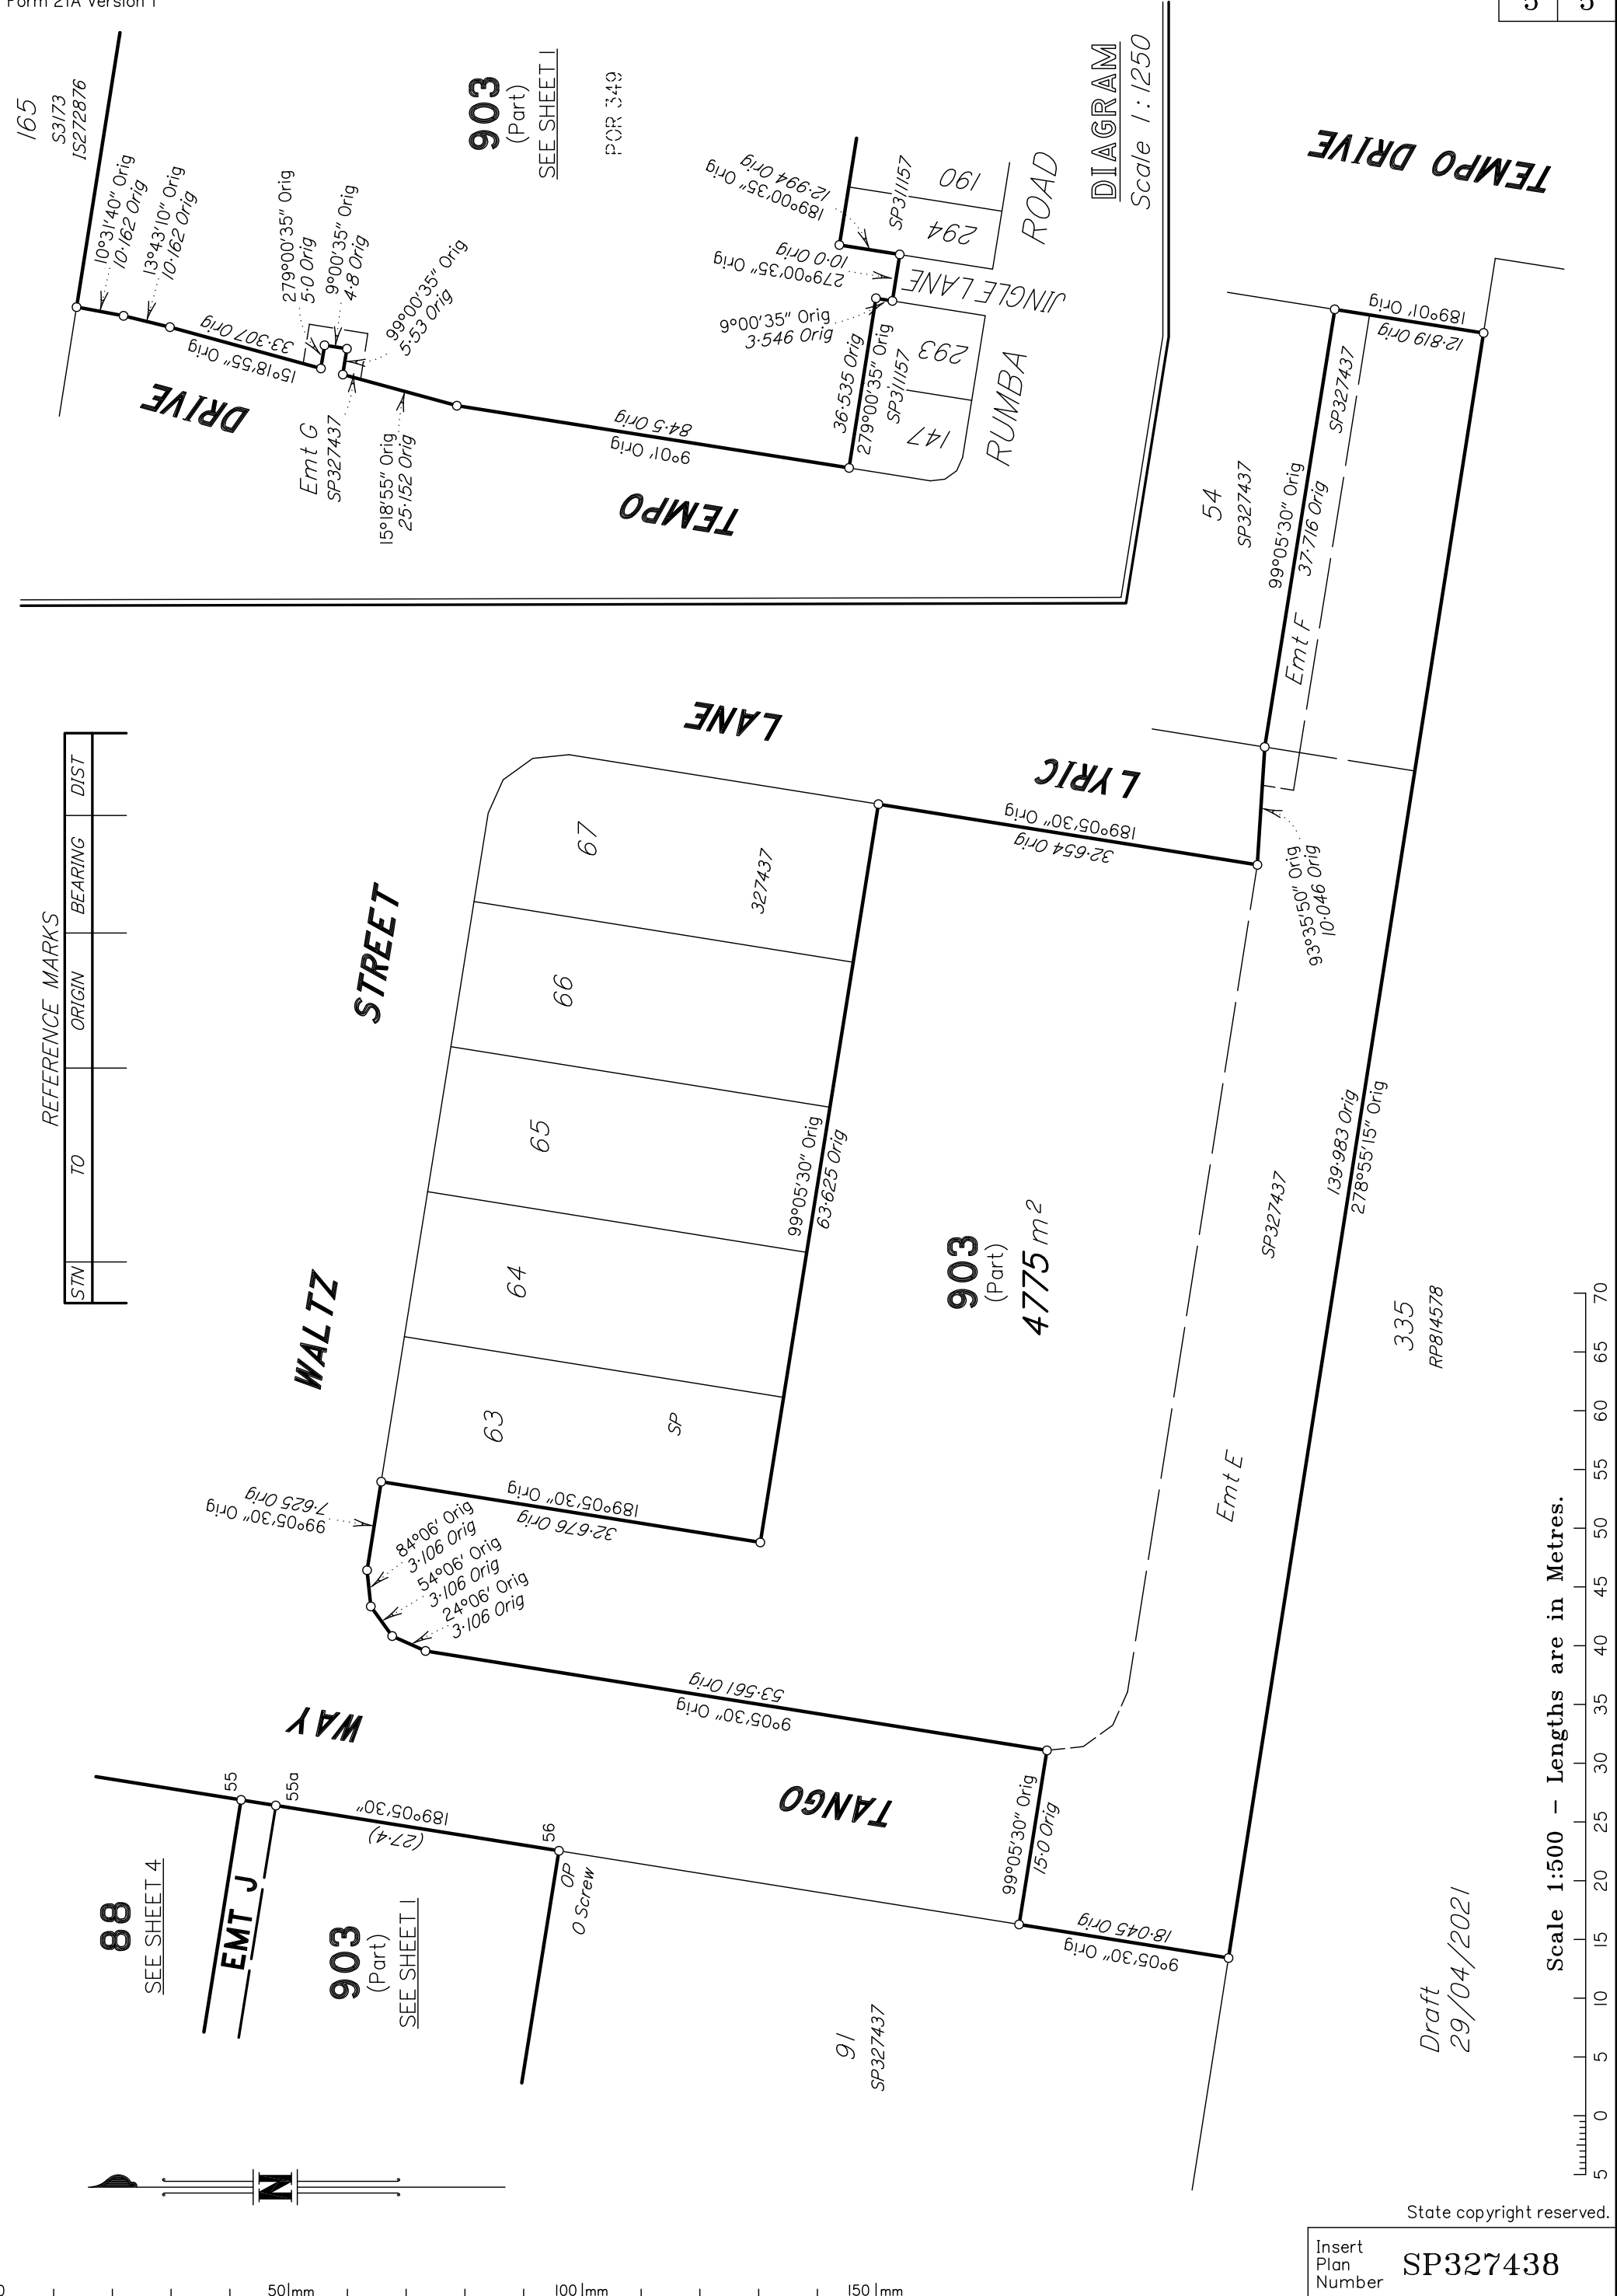 Form 21A Version 1
5 5
165
S3173
IS272876
10°31'40" Orig
10·162 Orig
13°43'10" Orig
10·162 Orig
279°00'35" Orig
5·0 Orig
9°00'35" Orig
4·8 Orig
99°00'35" Orig
5·53 Orig
33·307 Orig
15°18'55" Orig
DRIVE
Emt G
SP327437
15°18'55" Orig
25·152 Orig
84·5 Orig
9°01' Orig
TEMPO
903
(Part)
SEE SHEET 1
POR 349
189°00'35" Orig
12·994 Orig
279°00'35" Orig
10·0 Orig
9°00'35" Orig
3·546 Orig
36·535 Orig
279°00'35" Orig
SP311157
SP311157
190
294
JINGLE LANE
293
147
RUMBA
ROAD
DIAGRAM
Scale 1:1250
TEMPO DRIVE
REFERENCE MARKS
STN TO ORIGIN BEARING DIST
WALTZ
STREET
LANE
LYRIC
54
SP327437
99°05'30" Orig
37·716 Orig
Emt F
SP327437
189°01' Orig
12·819 Orig
67
66
65
64
63
SP
327437
189°05'30" Orig
32·654 Orig
93°35'50" Orig
10·046 Orig
99°05'30" Orig
63·625 Orig
903
(Part)
4775 m²
99°05'30" Orig
7·625 Orig
189°05'30" Orig
32·676 Orig
84°06' Orig
3·106 Orig
54°06' Orig
3·106 Orig
24°06' Orig
3·106 Orig
53·561 Orig
9°05'30" Orig
139·983 Orig
278°55'15" Orig
SP327437
Emt E
335
RP814578
WAY
TANGO
55
55a
189°05'30"
(27·4)
56
OP
O Screw
88
SEE SHEET 4
EMT J
903
(Part)
SEE SHEET 1
99°05'30" Orig
15·0 Orig
18·045 Orig
9°05'30" Orig
91
SP327437
Draft
29/04/2021
N
Scale 1:500 – Lengths are in Metres.
5 0 5 10 15 20 25 30 35 40 45 50 55 60 65 70
State copyright reserved.
Insert
Plan
Number
SP327438
0 50 mm 100 mm 150 mm